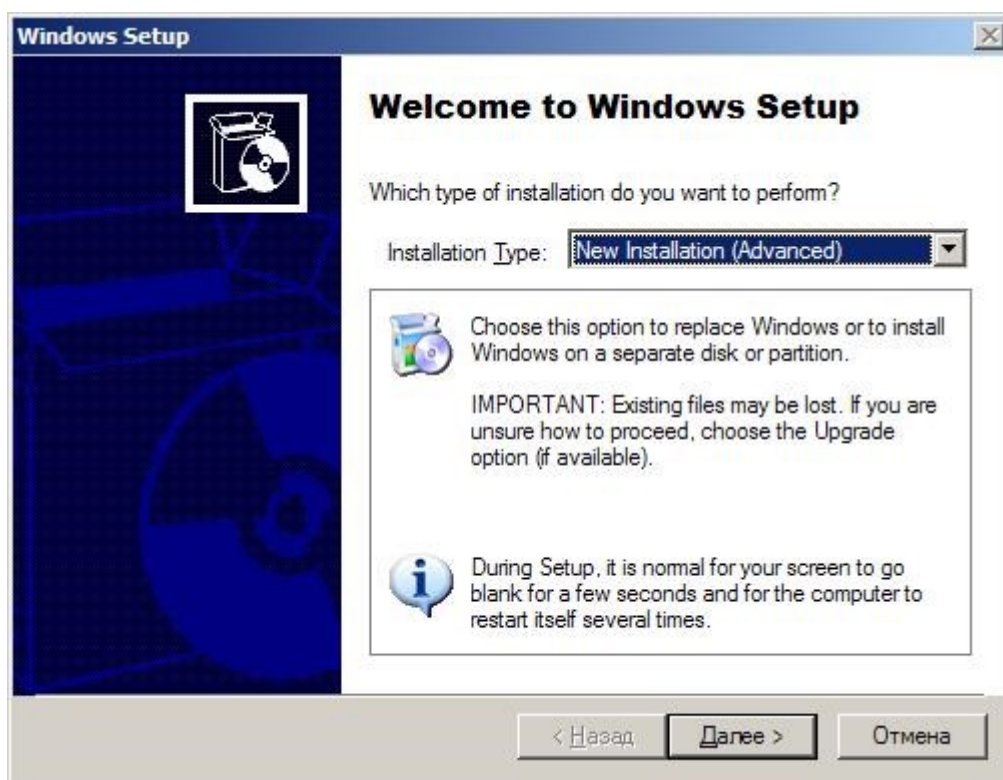 Windows Setup
Welcome to Windows Setup
Which type of installation do you want to perform?
Installation Type: New Installation (Advanced)
Choose this option to replace Windows or to install
Windows on a separate disk or partition.
IMPORTANT: Existing files may be lost. If you are
unsure how to proceed, choose the Upgrade
option (if available).
During Setup, it is normal for your screen to go
blank for a few seconds and for the computer to
restart itself several times.
< Назад Далее > Отмена